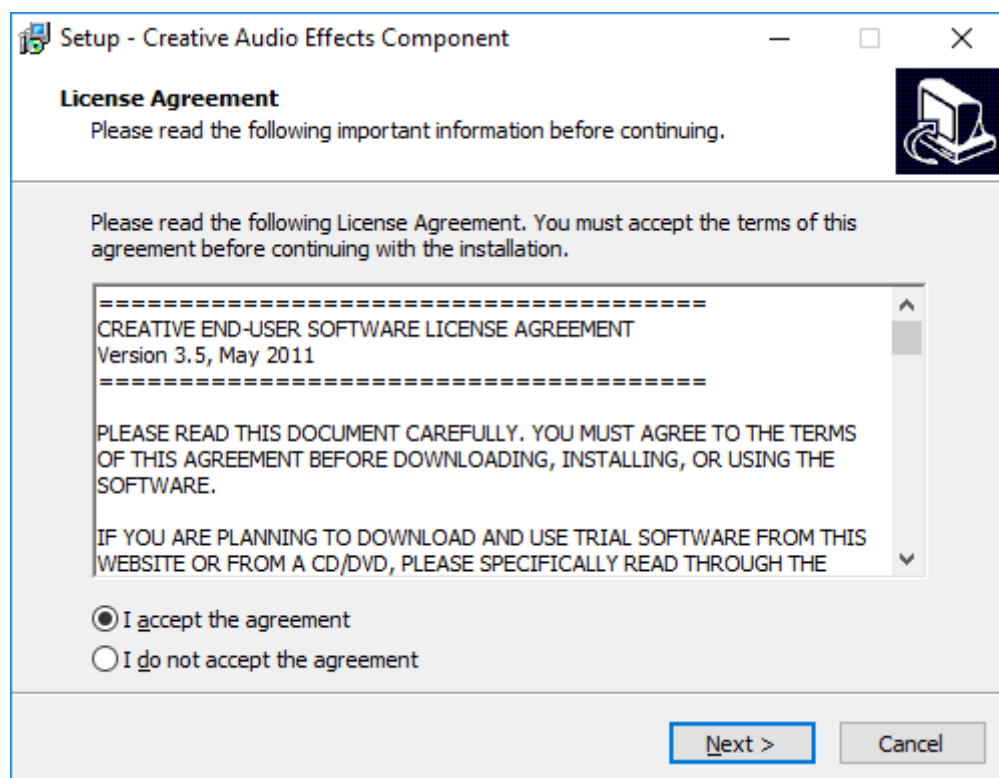 Setup - Creative Audio Effects Component
License Agreement
Please read the following important information before continuing.
Please read the following License Agreement. You must accept the terms of this
agreement before continuing with the installation.
=======================================
CREATIVE END-USER SOFTWARE LICENSE AGREEMENT
Version 3.5, May 2011
=======================================
PLEASE READ THIS DOCUMENT CAREFULLY. YOU MUST AGREE TO THE TERMS
OF THIS AGREEMENT BEFORE DOWNLOADING, INSTALLING, OR USING THE
SOFTWARE.
IF YOU ARE PLANNING TO DOWNLOAD AND USE TRIAL SOFTWARE FROM THIS
WEBSITE OR FROM A CD/DVD, PLEASE SPECIFICALLY READ THROUGH THE
I accept the agreement
I do not accept the agreement
Next >
Cancel